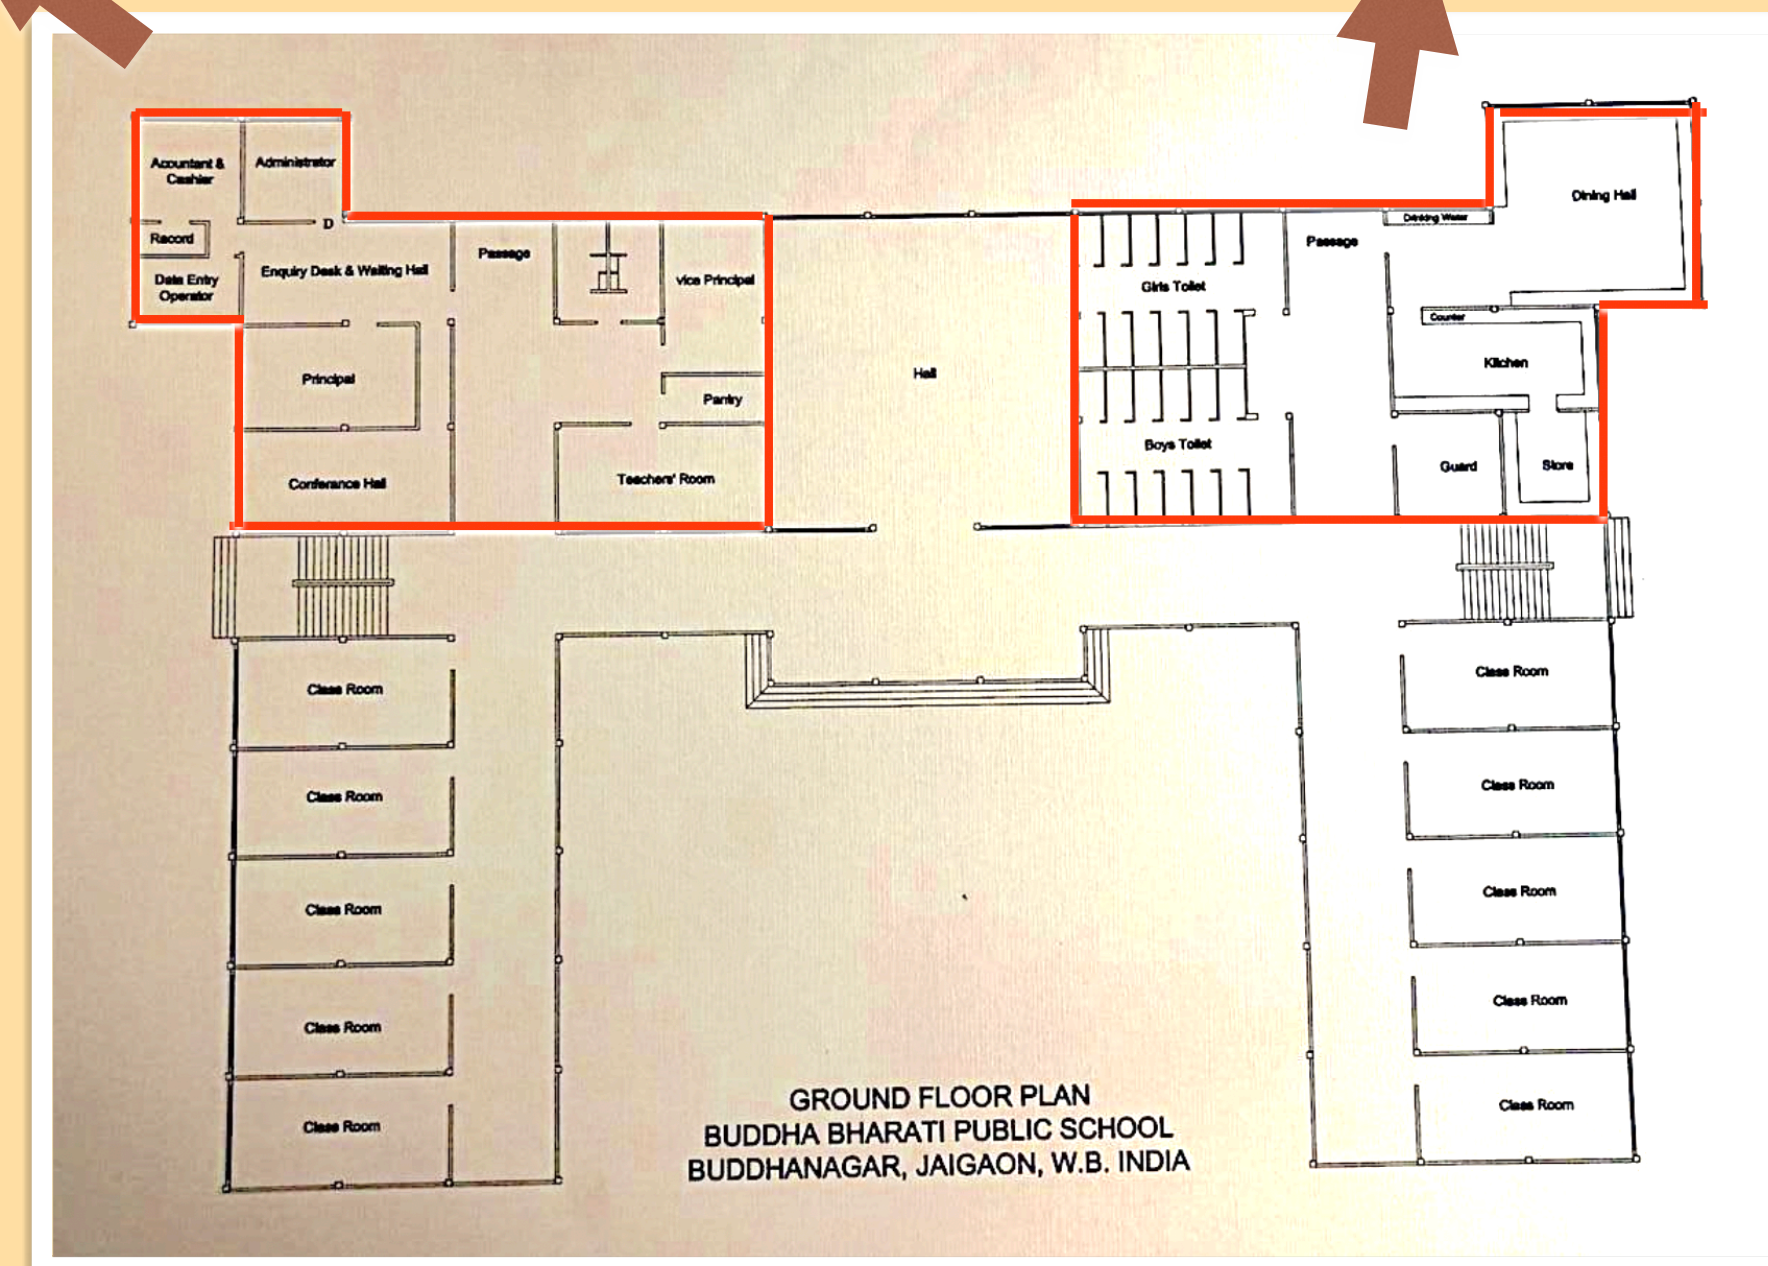 Acountant &
Cashier
Administrator
D
Record
Data Entry
Operator
Enquiry Desk & Waiting Hall
Passage
vice Principal
Principal
Pantry
Conferance Hall
Teachers' Room
Hall
Girls Toilet
Boys Toilet
Passage
Drinking Water
Dining Hall
Counter
Kitchen
Guard
Store
Class Room
Class Room
Class Room
Class Room
Class Room
Class Room
Class Room
Class Room
Class Room
Class Room
GROUND FLOOR PLAN
BUDDHA BHARATI PUBLIC SCHOOL
BUDDHANAGAR, JAIGAON, W.B. INDIA